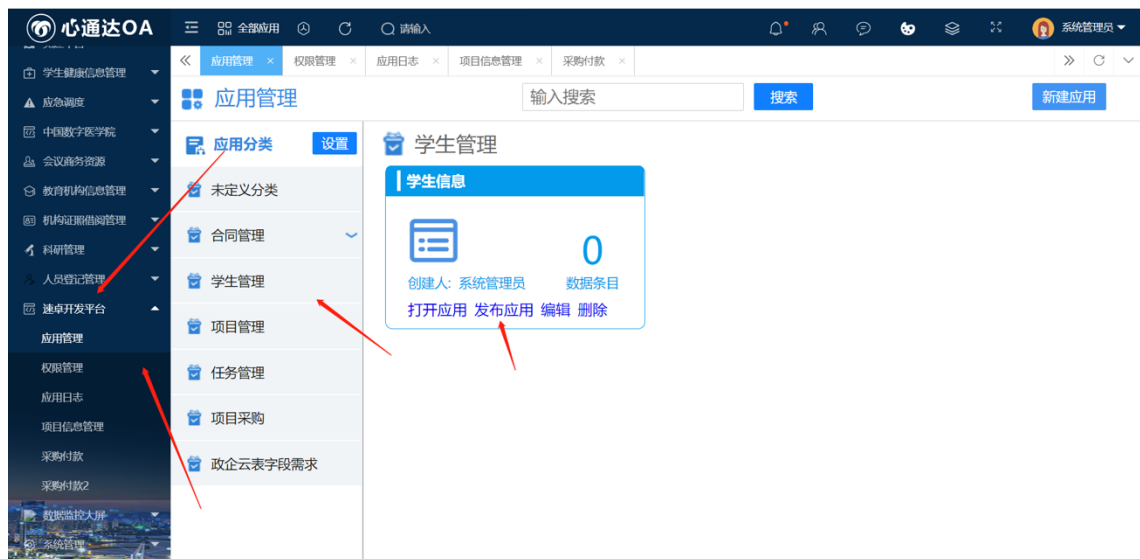 心通达OA
全部应用
请输入
系统管理员
学生健康信息管理
应急调度
中国数字医学院
会议商务资源
教育机构信息管理
机构证照借阅管理
科研管理
人员登记管理
速卓开发平台
应用管理
权限管理
应用日志
项目信息管理
采购付款
采购付款2
数据监控大屏
系统管理
应用管理 × 权限管理 × 应用日志 × 项目信息管理 × 采购付款 ×
应用管理
输入搜索
搜索
新建应用
应用分类
设置
未定义分类
合同管理
学生管理
项目管理
任务管理
项目采购
政企云表字段需求
学生管理
学生信息
0
创建人: 系统管理员 数据条目
打开应用 发布应用 编辑 删除